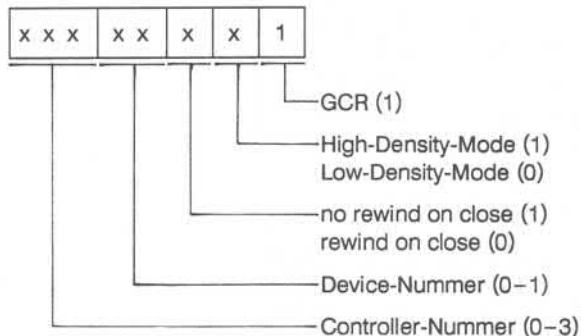 x x x x x x x 1
GCR (1)
High-Density-Mode (1)
Low-Density-Mode (0)
no rewind on close (1)
rewind on close (0)
Device-Nummer (0–1)
Controller-Nummer (0–3)